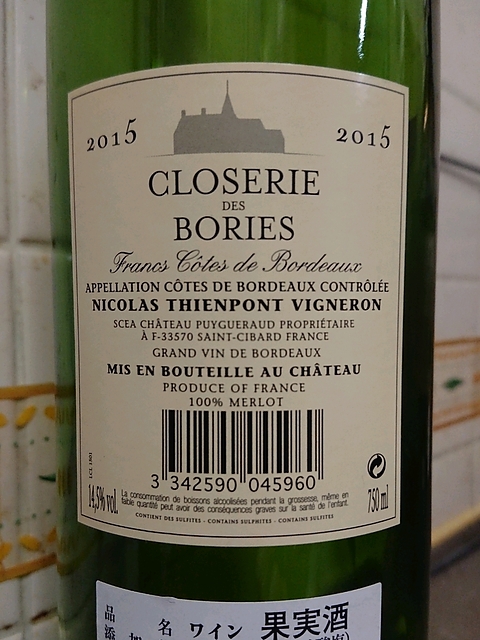 2015 2015
CLOSERIE
DES
BORIES
Francs Côtes de Bordeaux
APPELLATION CÔTES DE BORDEAUX CONTRÔLÉE
NICOLAS THIENPONT VIGNERON
SCEA CHÂTEAU PUYGUERAUD PROPRIÉTAIRE
À F-33570 SAINT-CIBARD FRANCE
GRAND VIN DE BORDEAUX
MIS EN BOUTEILLE AU CHÂTEAU
PRODUCE OF FRANCE
100% MERLOT
LCL 1501
3 342590 045960
14,5% vol. 750 ml
La consommation de boissons alcoolisées pendant la grossesse, même en
faible quantité peut avoir des conséquences graves sur la santé de l'enfant.
CONTIENT DES SULFITES - CONTAINS SULPHITES - CONTAINS SULFITES
品 名 ワイン 果実酒
添